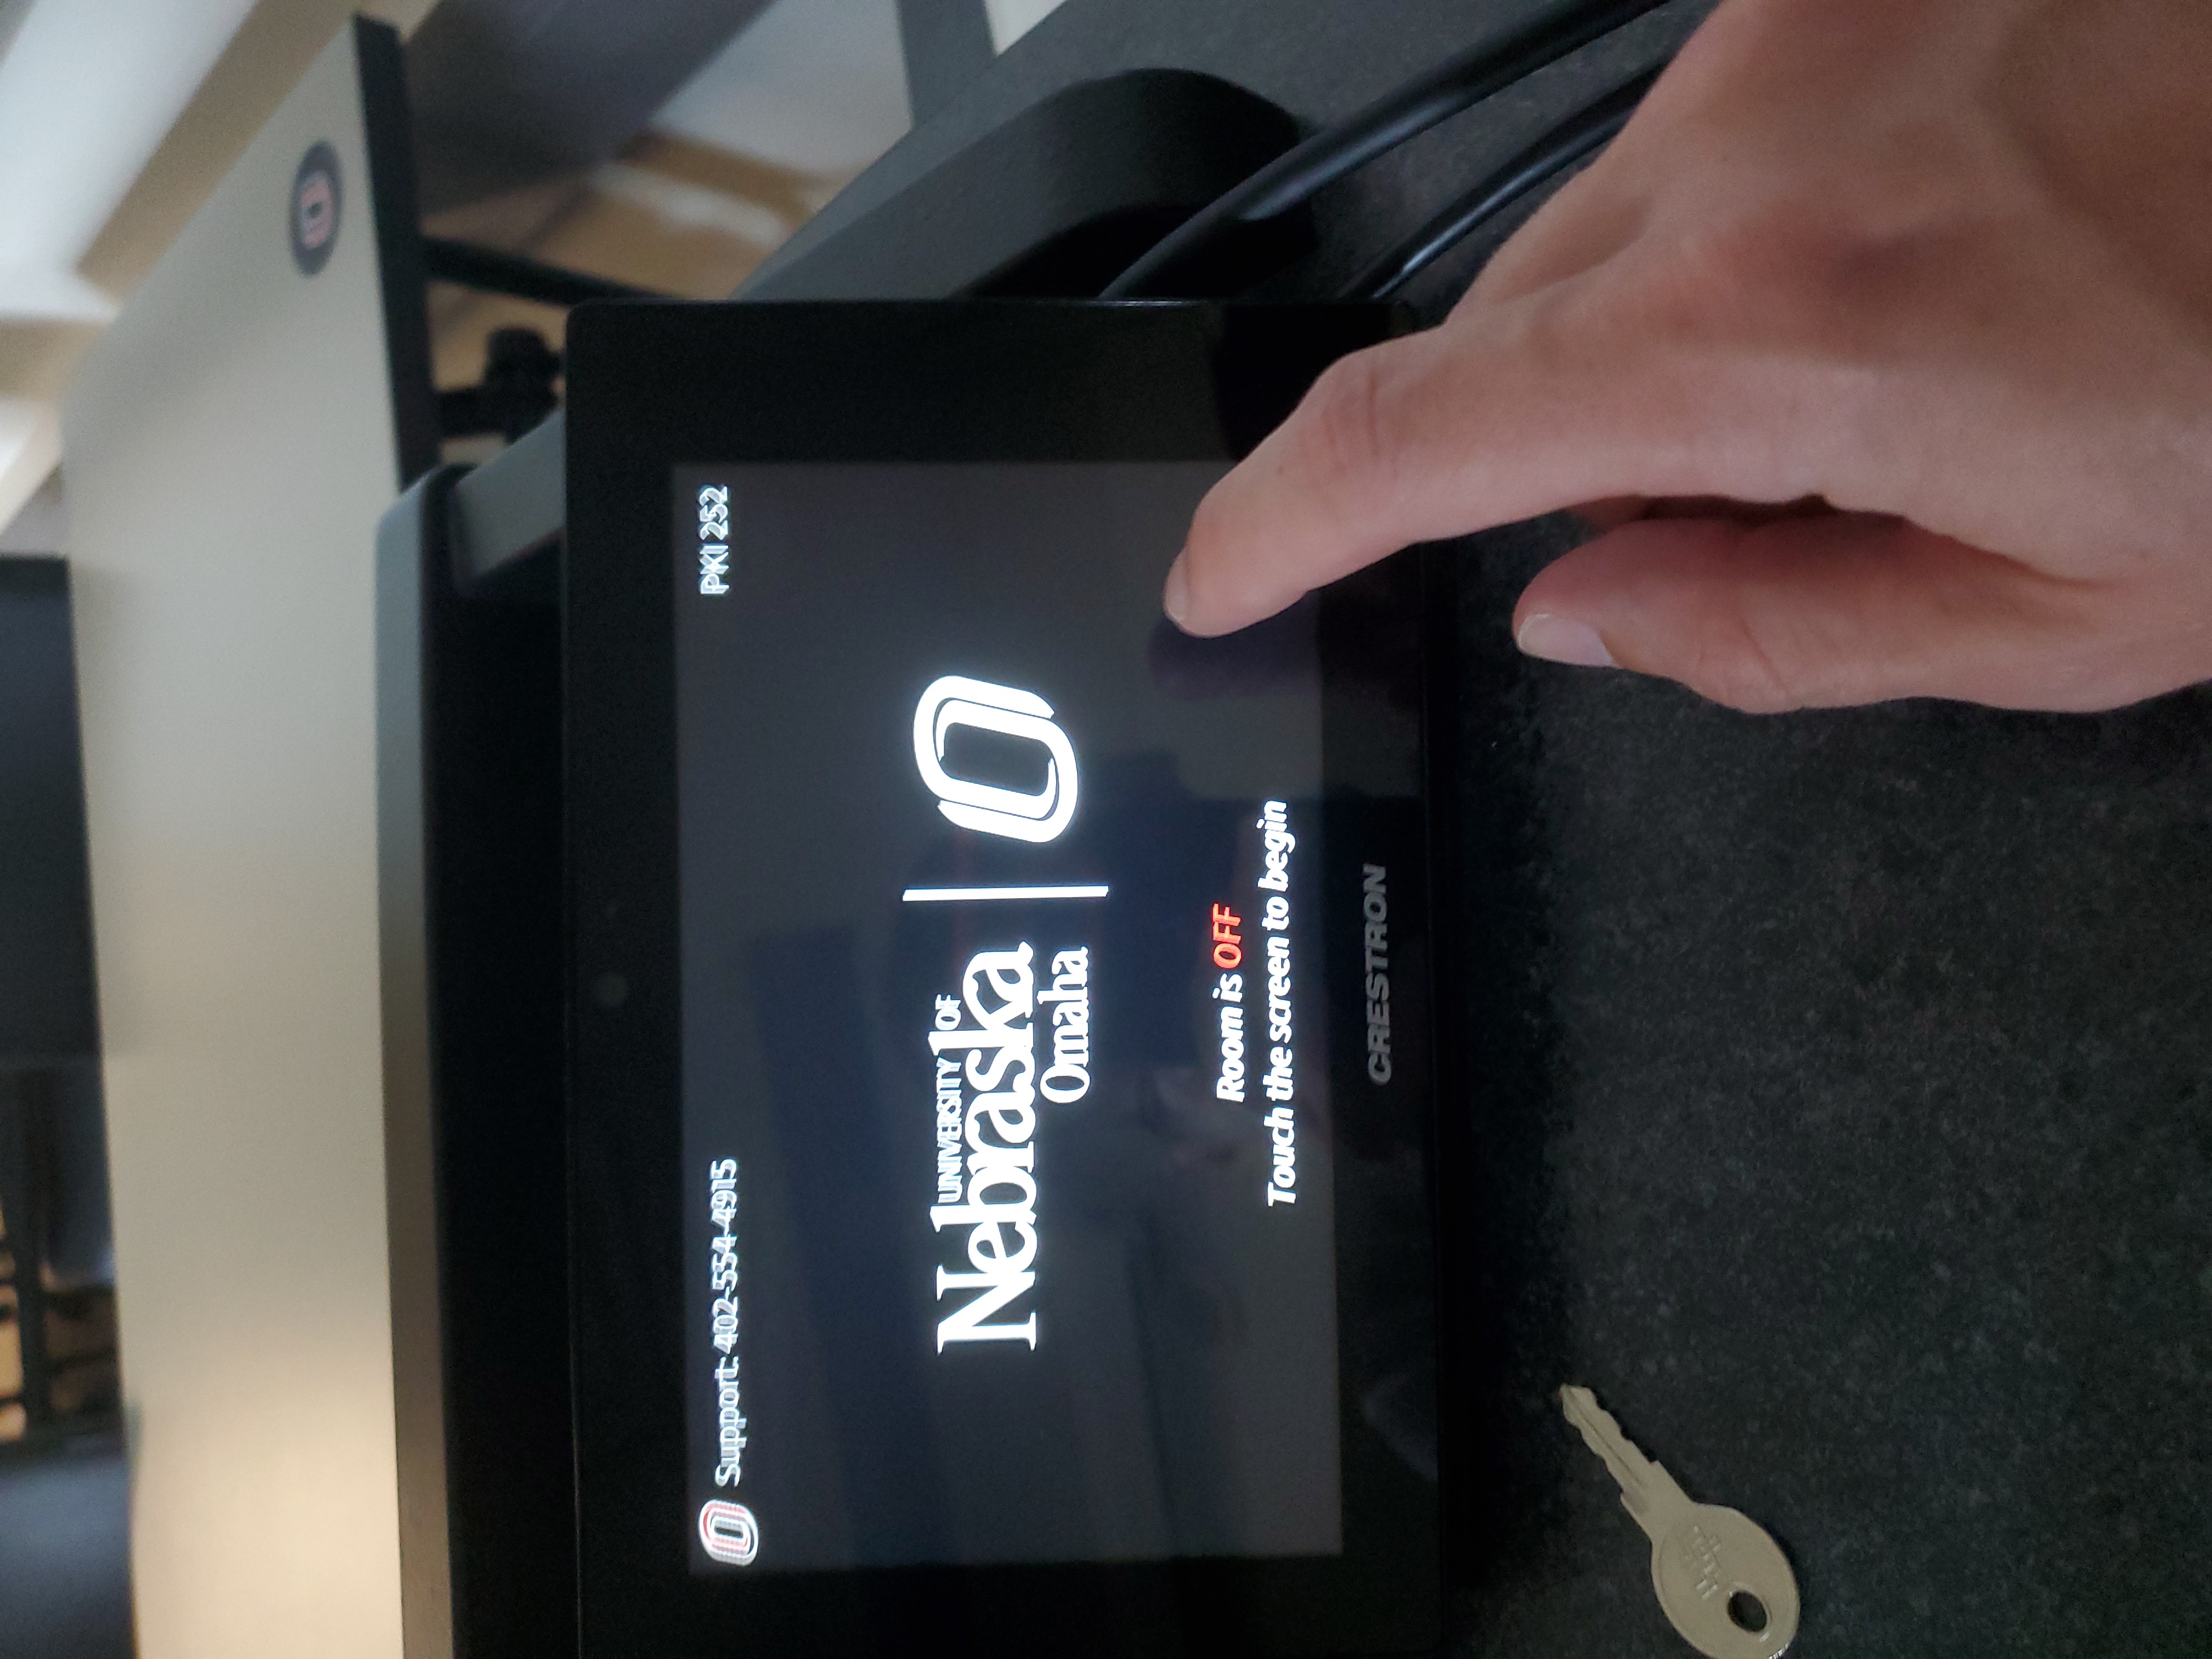 Support: 402-554-4915
PKI 252
UNIVERSITY OF
Nebraska
Omaha
O
Room is OFF
Touch the screen to begin
CRESTRON